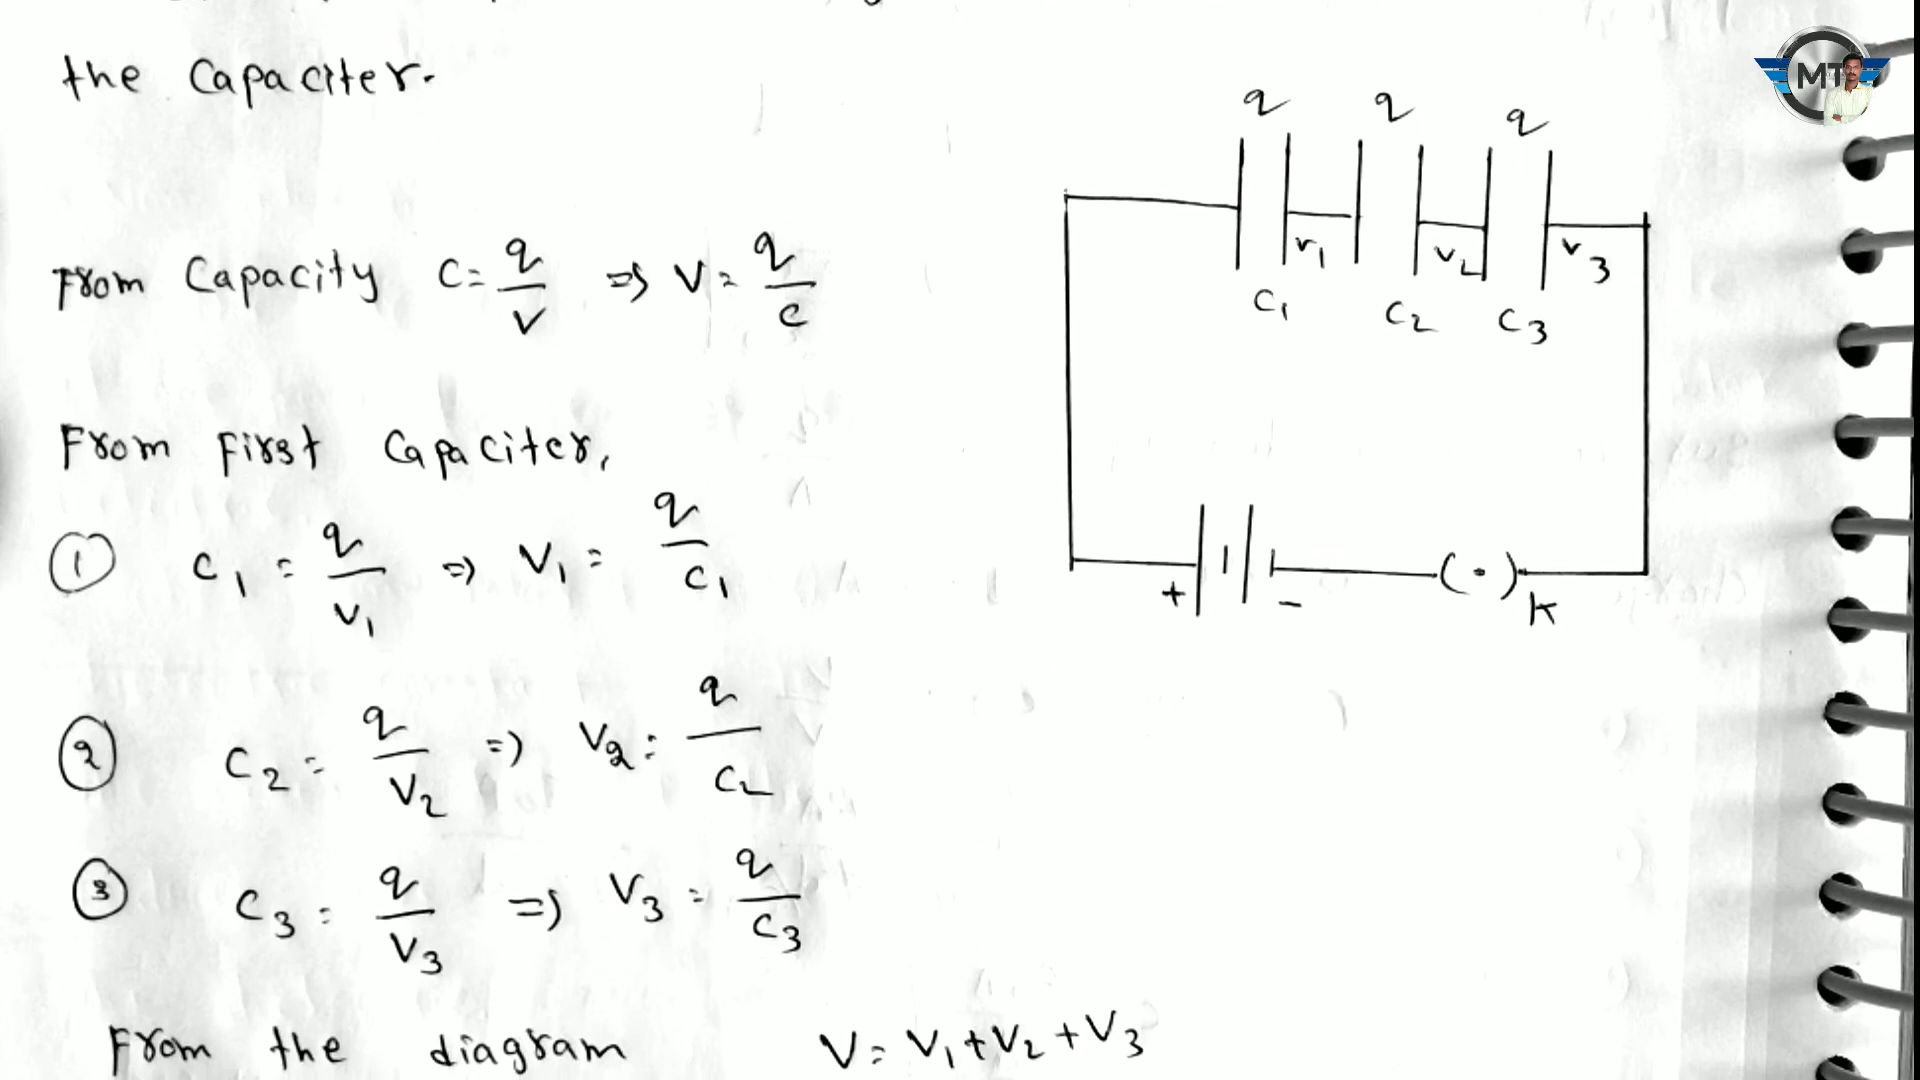 the Capaciter.
From Capacity C = q/V ⇒ V = q/C
From First Capaciter,
① C1 = q/V1 ⇒ V1 = q/C1
② C2 = q/V2 ⇒ V2 = q/C2
③ C3 = q/V3 ⇒ V3 = q/C3
From the diagram V = V1 + V2 + V3
q q q
V1 V2 V3
C1 C2 C3
+ - K
MT